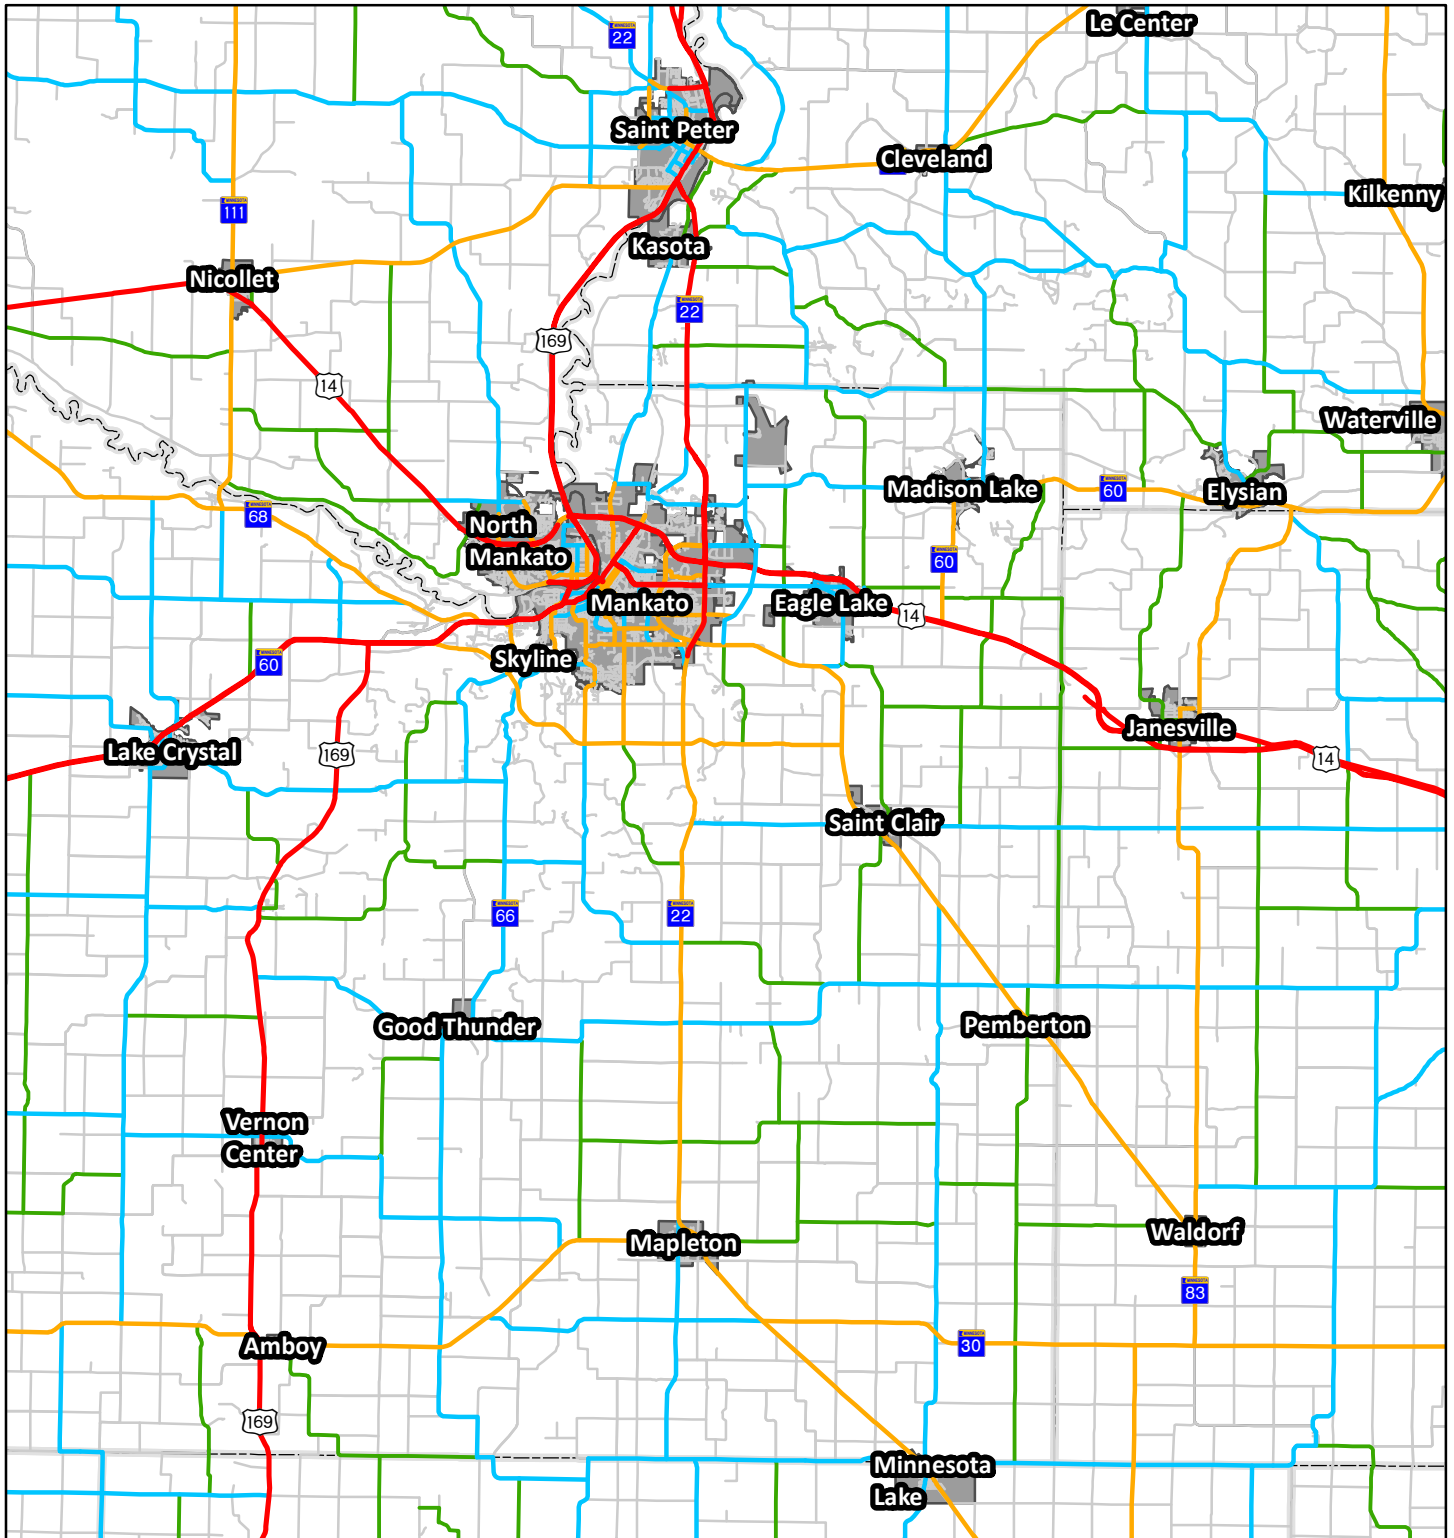 Le Center
22
Saint Peter
Cleveland
Kilkenny
111
Kasota
Nicollet
22
169
14
Waterville
Madison Lake
60
Elysian
68
North
Mankato
60
Mankato
Eagle Lake
14
Skyline
60
Janesville
Lake Crystal
169
14
Saint Clair
66
22
Good Thunder
Pemberton
Vernon
Center
Waldorf
Mapleton
83
Amboy
30
169
Minnesota
Lake